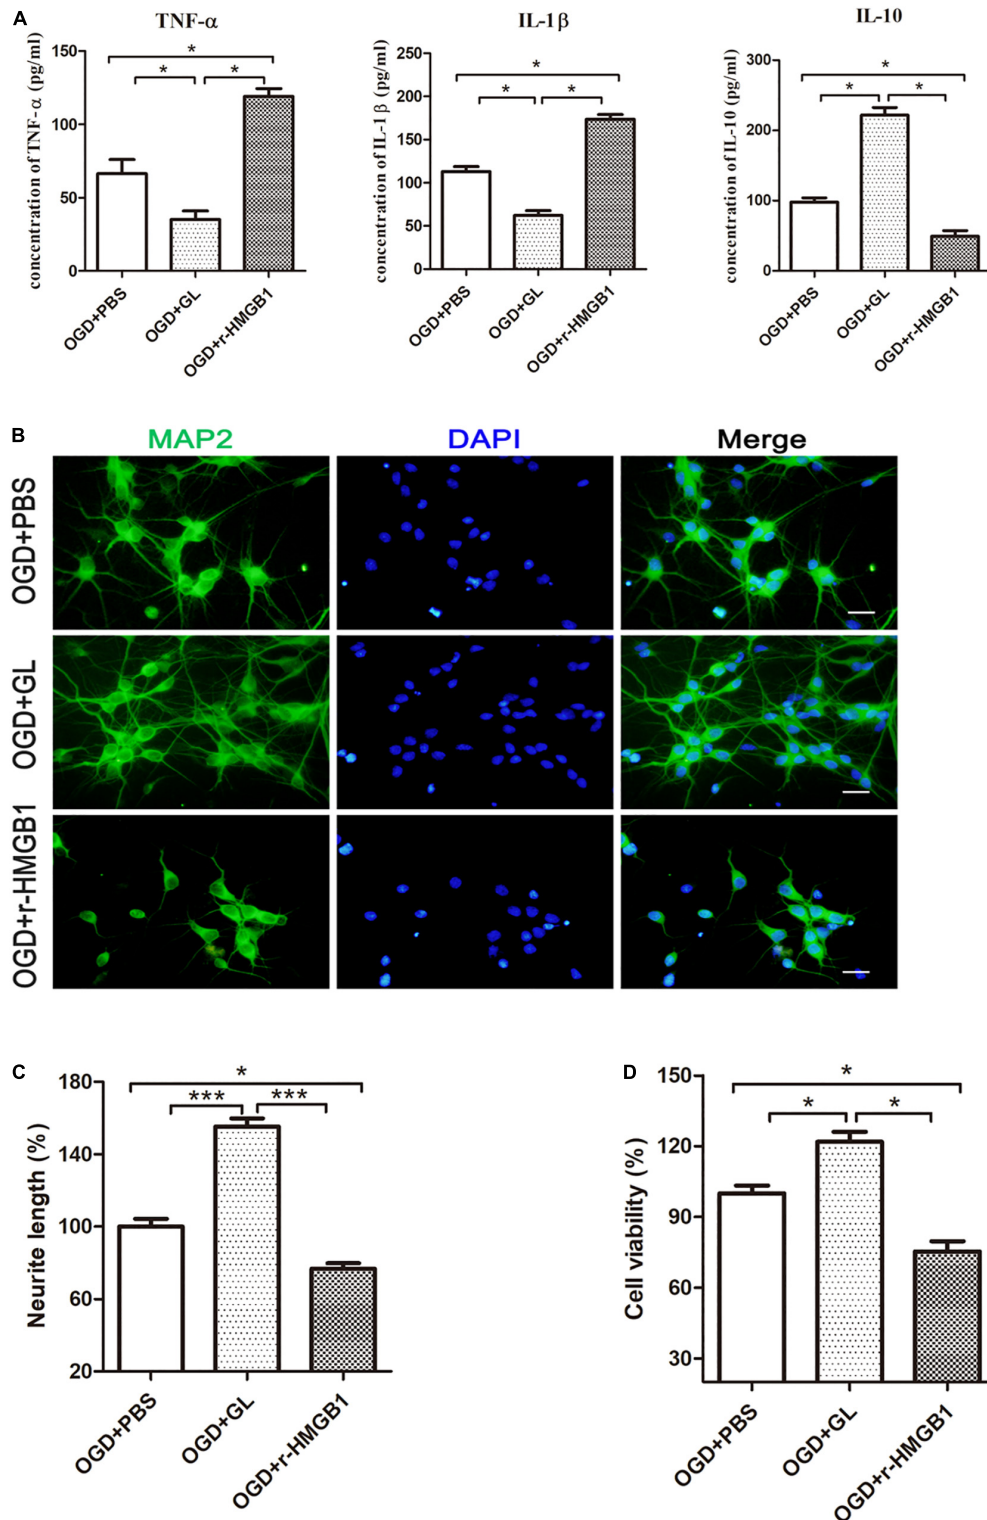 A
TNF-α
concentration of TNF-α (pg/ml)
150
100
50
0
*
*
*
OGD+PBS
OGD+GL
OGD+r-HMGB1
IL-1β
concentration of IL-1β (pg/ml)
250
200
150
100
50
0
*
*
*
OGD+PBS
OGD+GL
OGD+r-HMGB1
IL-10
concentration of IL-10 (pg/ml)
300
200
100
0
*
*
*
OGD+PBS
OGD+GL
OGD+r-HMGB1
B
MAP2
DAPI
Merge
OGD+PBS
OGD+GL
OGD+r-HMGB1
C
Neurite length (%)
180
140
100
60
20
*
***
***
OGD+PBS
OGD+GL
OGD+r-HMGB1
D
Cell viability (%)
150
120
90
60
30
*
*
*
OGD+PBS
OGD+GL
OGD+r-HMGB1